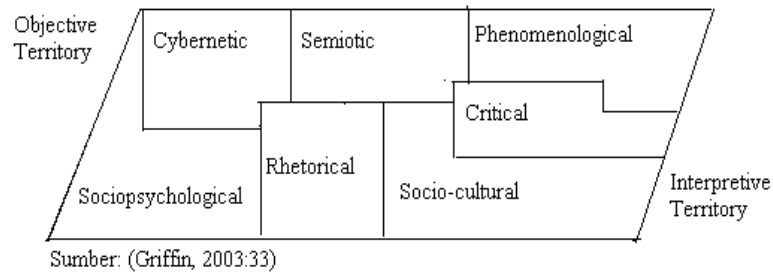 Objective
Territory
Cybernetic
Semiotic
Phenomenological
Critical
Rhetorical
Sociopsychological
Socio-cultural
Interpretive
Territory
Sumber: (Griffin, 2003:33)